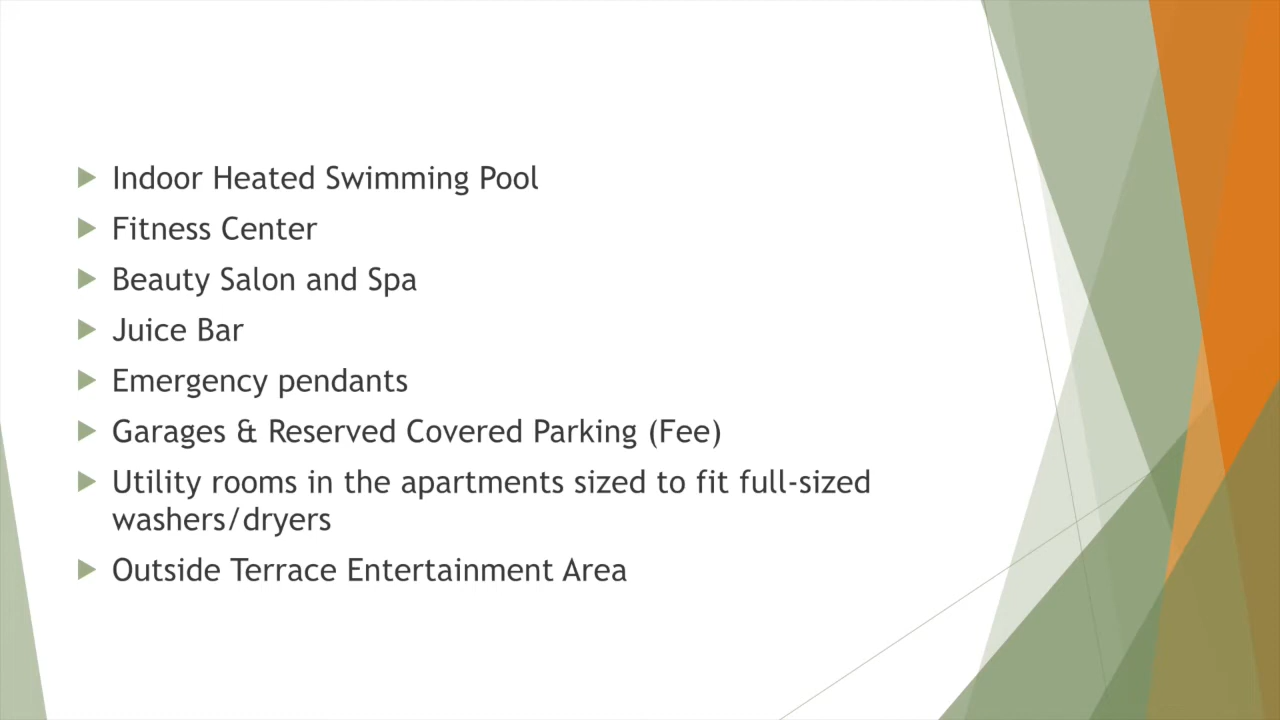 Indoor Heated Swimming Pool
Fitness Center
Beauty Salon and Spa
Juice Bar
Emergency pendants
Garages & Reserved Covered Parking (Fee)
Utility rooms in the apartments sized to fit full-sized
washers/dryers
Outside Terrace Entertainment Area